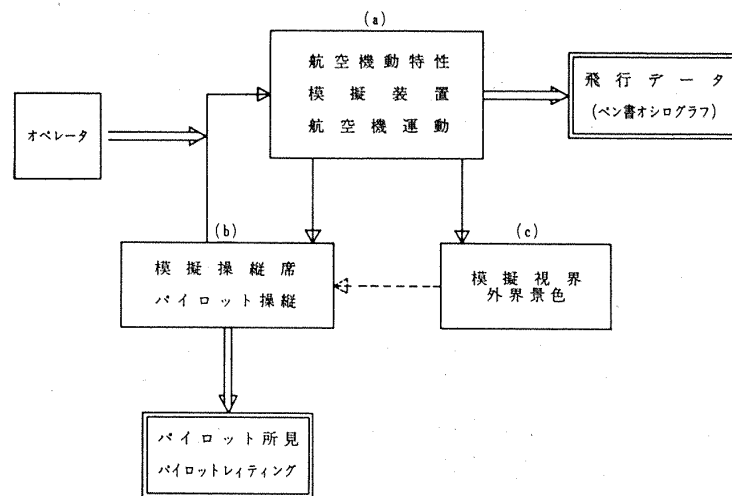 (a)
航空機動特性
模擬装置
航空機運動
飛行データ
(ペン書オシログラフ)
オペレータ
(b)
模擬操縦席
パイロット操縦
(c)
模擬視界
外界景色
パイロット所見
パイロットレィティング